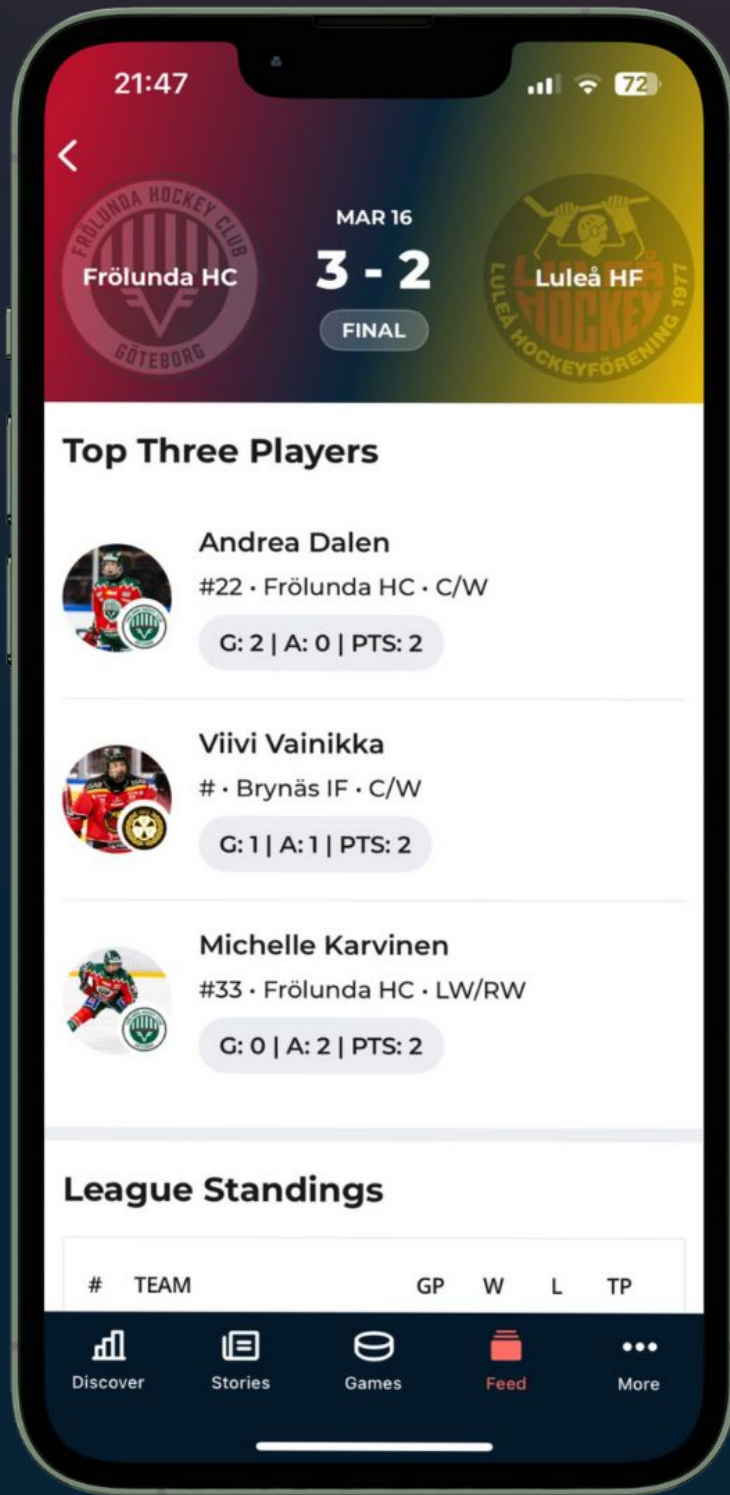 21:47
72
MAR 16
3 - 2
FINAL
FRÖLUNDA HOCKEY CLUB
GÖTEBORG
Frölunda HC
Luleå HF
LULEÅ
HOCKEY
LULEÅ HOCKEYFÖRENING 1977
Top Three Players
Andrea Dalen
#22 · Frölunda HC · C/W
G: 2 | A: 0 | PTS: 2
Viivi Vainikka
# · Brynäs IF · C/W
G: 1 | A: 1 | PTS: 2
Michelle Karvinen
#33 · Frölunda HC · LW/RW
G: 0 | A: 2 | PTS: 2
League Standings
# TEAM GP W L TP
Discover Stories Games Feed More